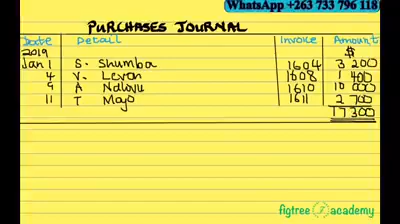 WhatsApp +263 733 796 118
PURCHASES JOURNAL
Date Detail Invoice Amount
2019 $
Jan 1 S. Shumba 1604 3 200
4 V. Levon 1608 1 400
9 A Ndlovu 1610 10 000
11 T Moyo 1611 2 700
17 300
figtree academy